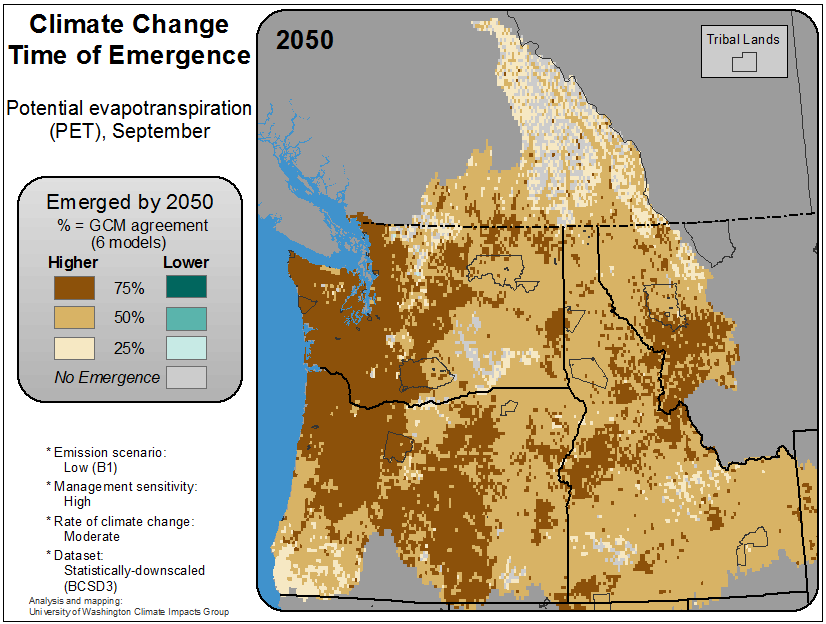 Climate Change
Time of Emergence
Potential evapotranspiration
(PET), September
Emerged by 2050
% = GCM agreement
(6 models)
Higher Lower
75%
50%
25%
No Emergence
* Emission scenario:
Low (B1)
* Management sensitivity:
High
* Rate of climate change:
Moderate
* Dataset:
Statistically-downscaled
(BCSD3)
Analysis and mapping:
University of Washington Climate Impacts Group
2050
Tribal Lands